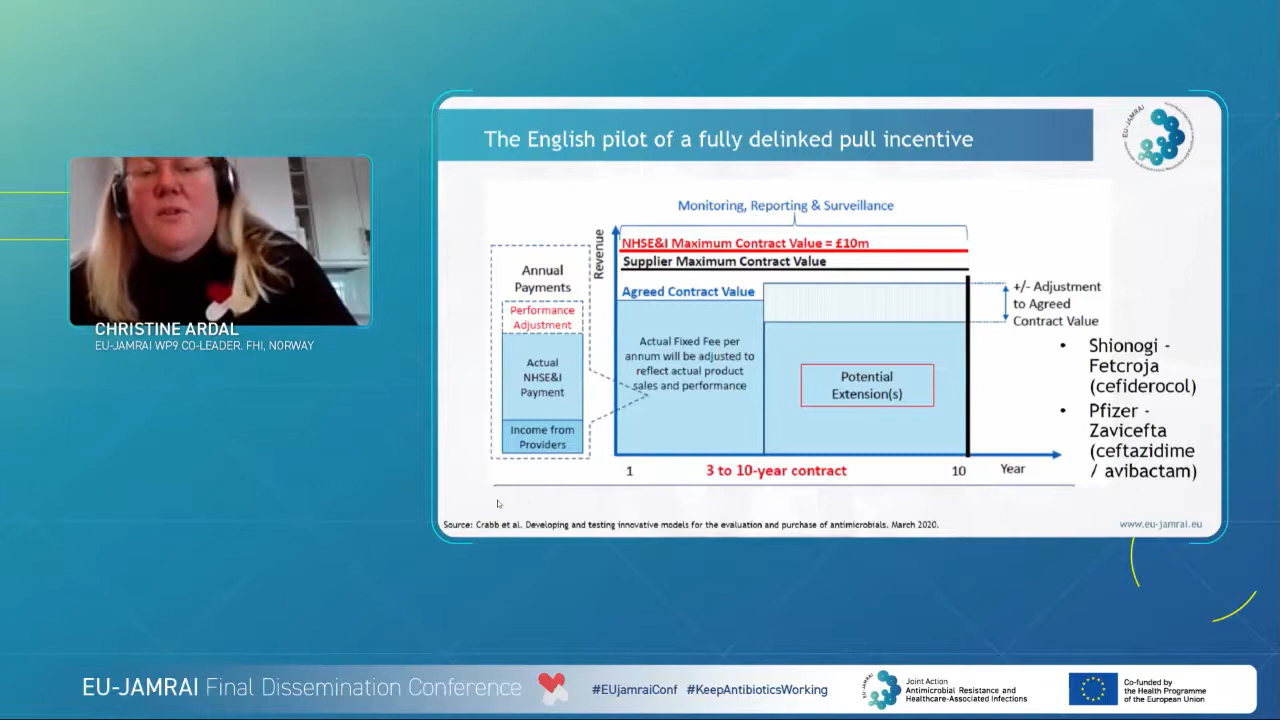 The English pilot of a fully delinked pull incentive
EU-JAMRAI
Monitoring, Reporting & Surveillance
Revenue
NHSE&I Maximum Contract Value = £10m
Supplier Maximum Contract Value
Agreed Contract Value
Annual
Payments
Performance
Adjustment
Actual
NHSE&I
Payment
Income from
Providers
Actual Fixed Fee per
annum will be adjusted to
reflect actual product
sales and performance
Potential
Extension(s)
+/- Adjustment
to Agreed
Contract Value
1
3 to 10-year contract
10
Year
• Shionogi -
Fetcroja
(cefiderocol)
• Pfizer -
Zavicefta
(ceftazidime
/ avibactam)
Source: Crabb et al. Developing and testing innovative models for the evaluation and purchase of antimicrobials. March 2020.
www.eu-jamrai.eu
CHRISTINE ARDAL
EU-JAMRAI WP9 CO-LEADER. FHI, NORWAY
EU-JAMRAI Final Dissemination Conference
#EUjamraiConf #KeepAntibioticsWorking
EU-JAMRAI
Joint Action
Antimicrobial Resistance and
Healthcare-Associated Infections
Co-funded by
the Health Programme
of the European Union